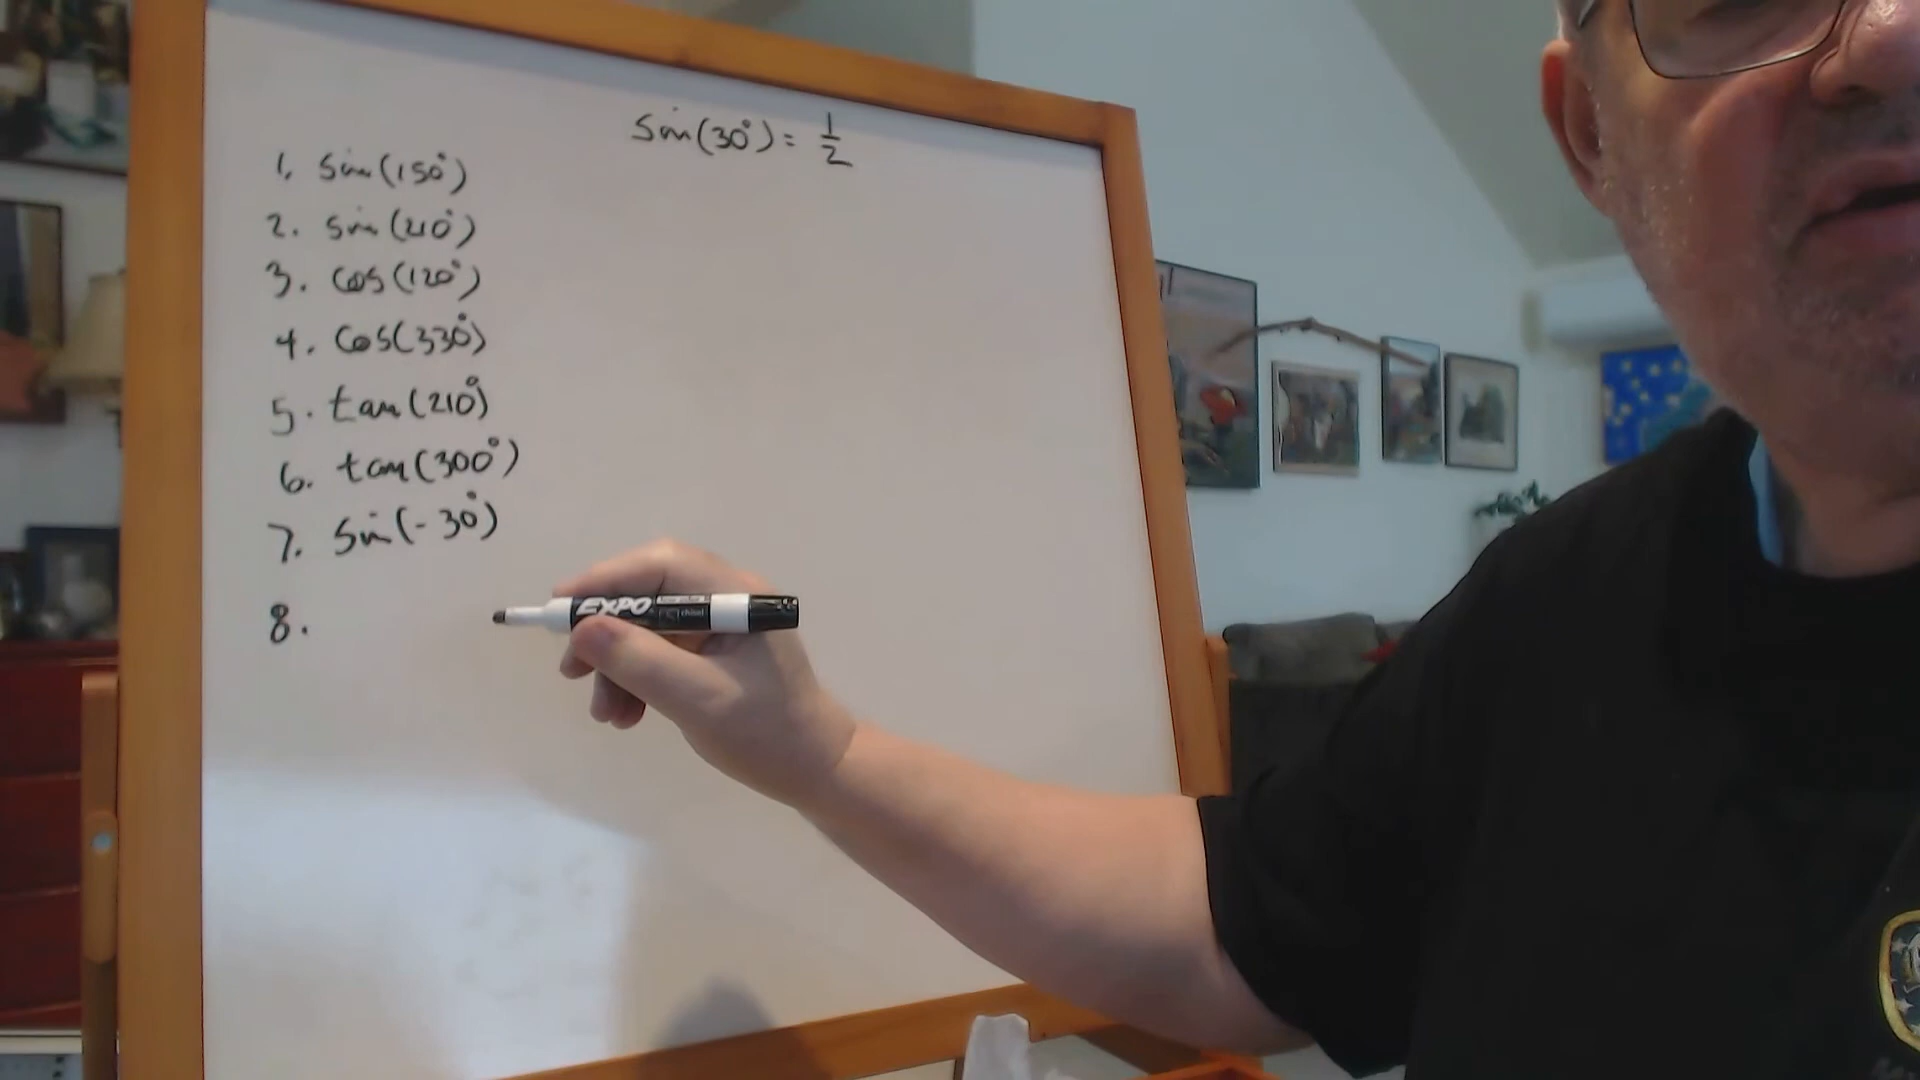 sin(30°) = 1/2
1. sin(150°)
2. sin(210°)
3. cos(120°)
4. cos(330°)
5. tan(210°)
6. tan(300°)
7. sin(-30°)
8.
EXPO
chisel